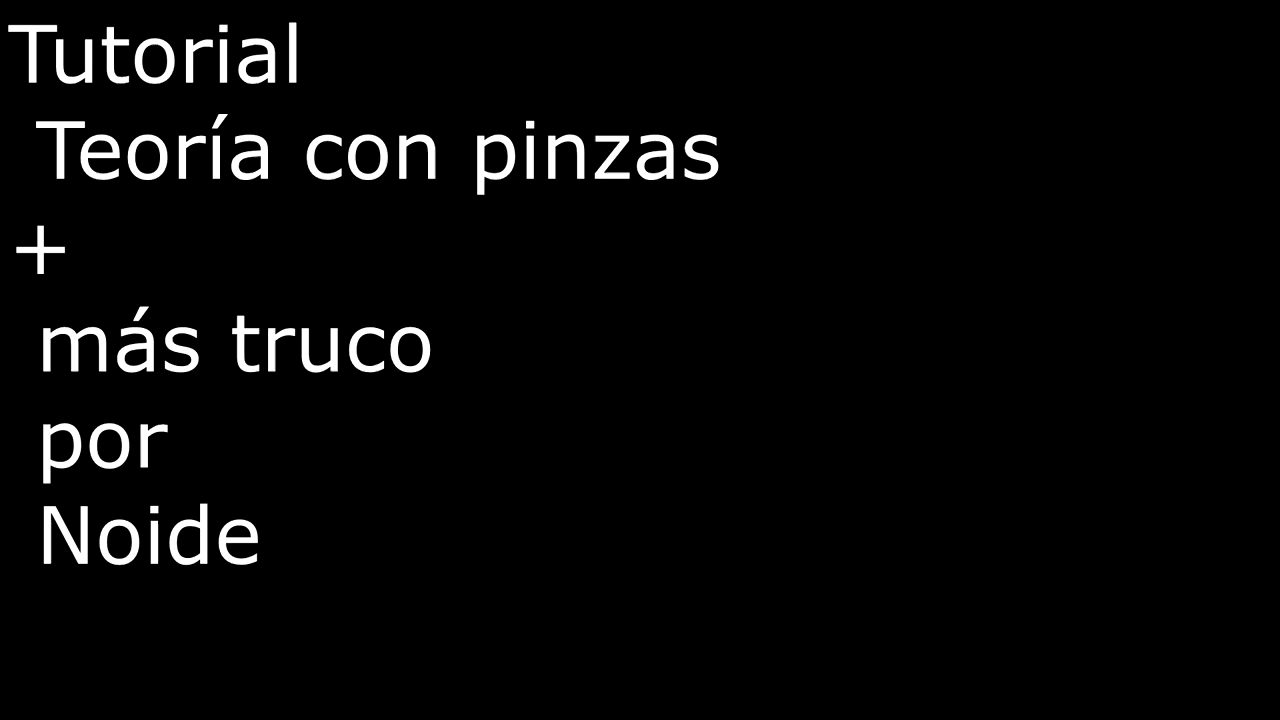 Tutorial
Teoría con pinzas
+
más truco
por
Noide